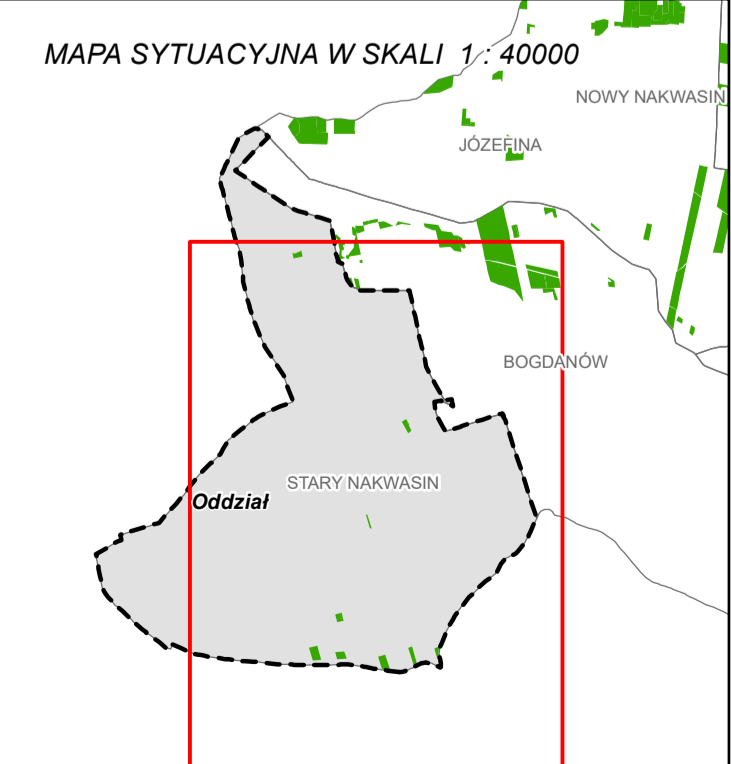 MAPA SYTUACYJNA W SKALI 1 : 40000
NOWY NAKWASIN
JÓZEFINA
BOGDANÓW
STARY NAKWASIN
Oddział